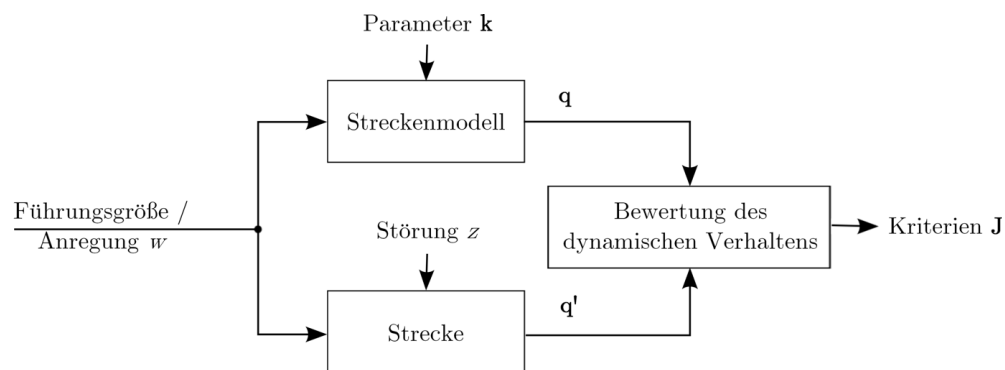 Parameter k
Streckenmodell
q
Führungsgröße /
Anregung w
Störung z
Bewertung des
dynamischen Verhaltens
Kriterien J
Strecke
q'